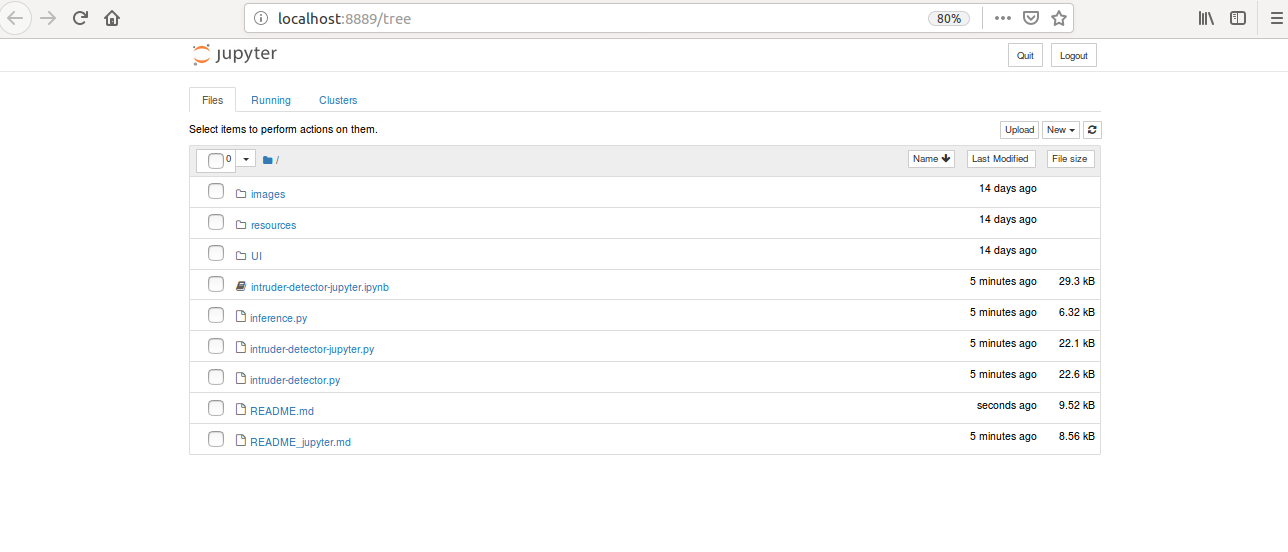 localhost:8889/tree 80%
jupyter Quit Logout
Files Running Clusters
Select items to perform actions on them. Upload New
0 / Name Last Modified File size
images 14 days ago
resources 14 days ago
UI 14 days ago
intruder-detector-jupyter.ipynb 5 minutes ago 29.3 kB
inference.py 5 minutes ago 6.32 kB
intruder-detector-jupyter.py 5 minutes ago 22.1 kB
intruder-detector.py 5 minutes ago 22.6 kB
README.md seconds ago 9.52 kB
README_jupyter.md 5 minutes ago 8.56 kB